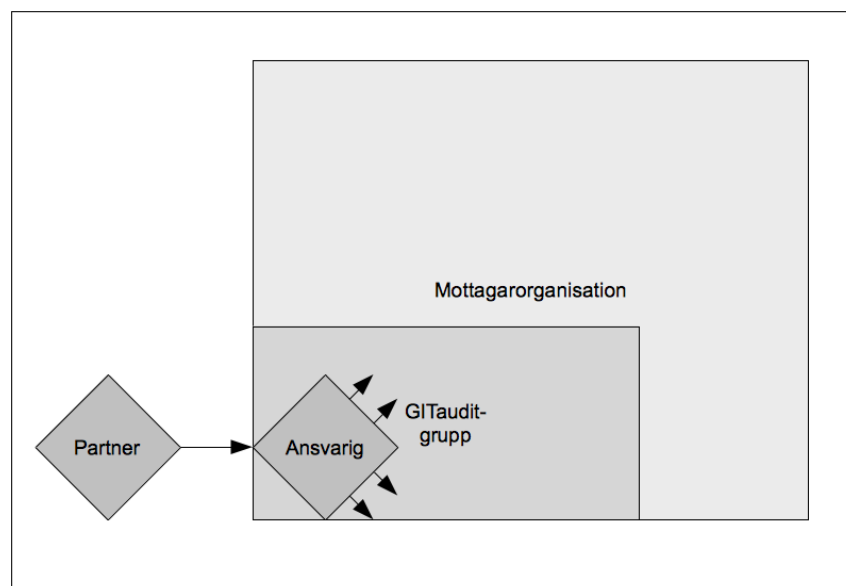 Mottagarorganisation
GITaudit-
grupp
Partner
Ansvarig